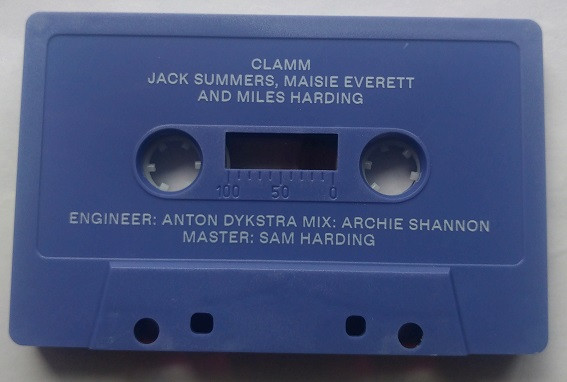 CLAMM
JACK SUMMERS, MAISIE EVERETT
AND MILES HARDING
100 50 0
ENGINEER: ANTON DYKSTRA MIX: ARCHIE SHANNON
MASTER: SAM HARDING